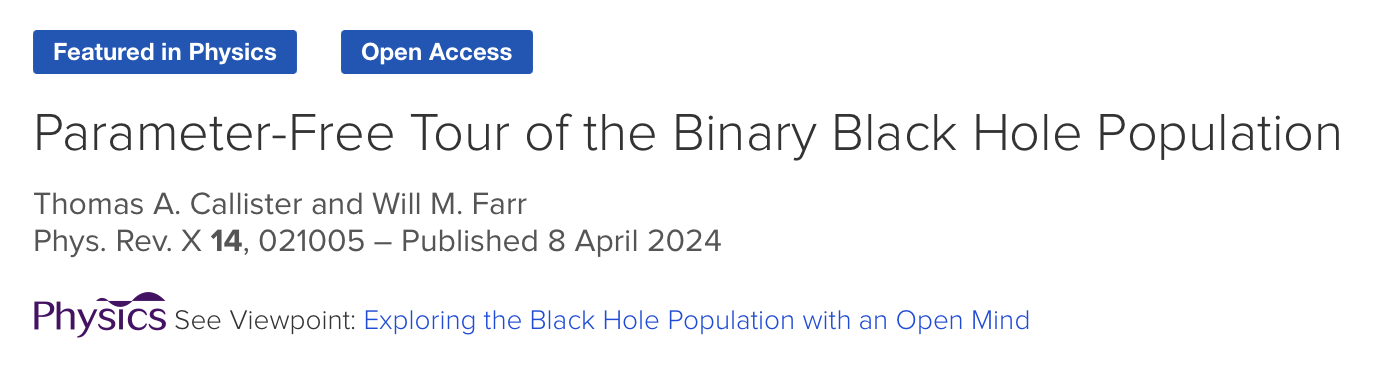 Featured in Physics Open Access
Parameter-Free Tour of the Binary Black Hole Population
Thomas A. Callister and Will M. Farr
Phys. Rev. X 14, 021005 – Published 8 April 2024
Physics See Viewpoint: Exploring the Black Hole Population with an Open Mind